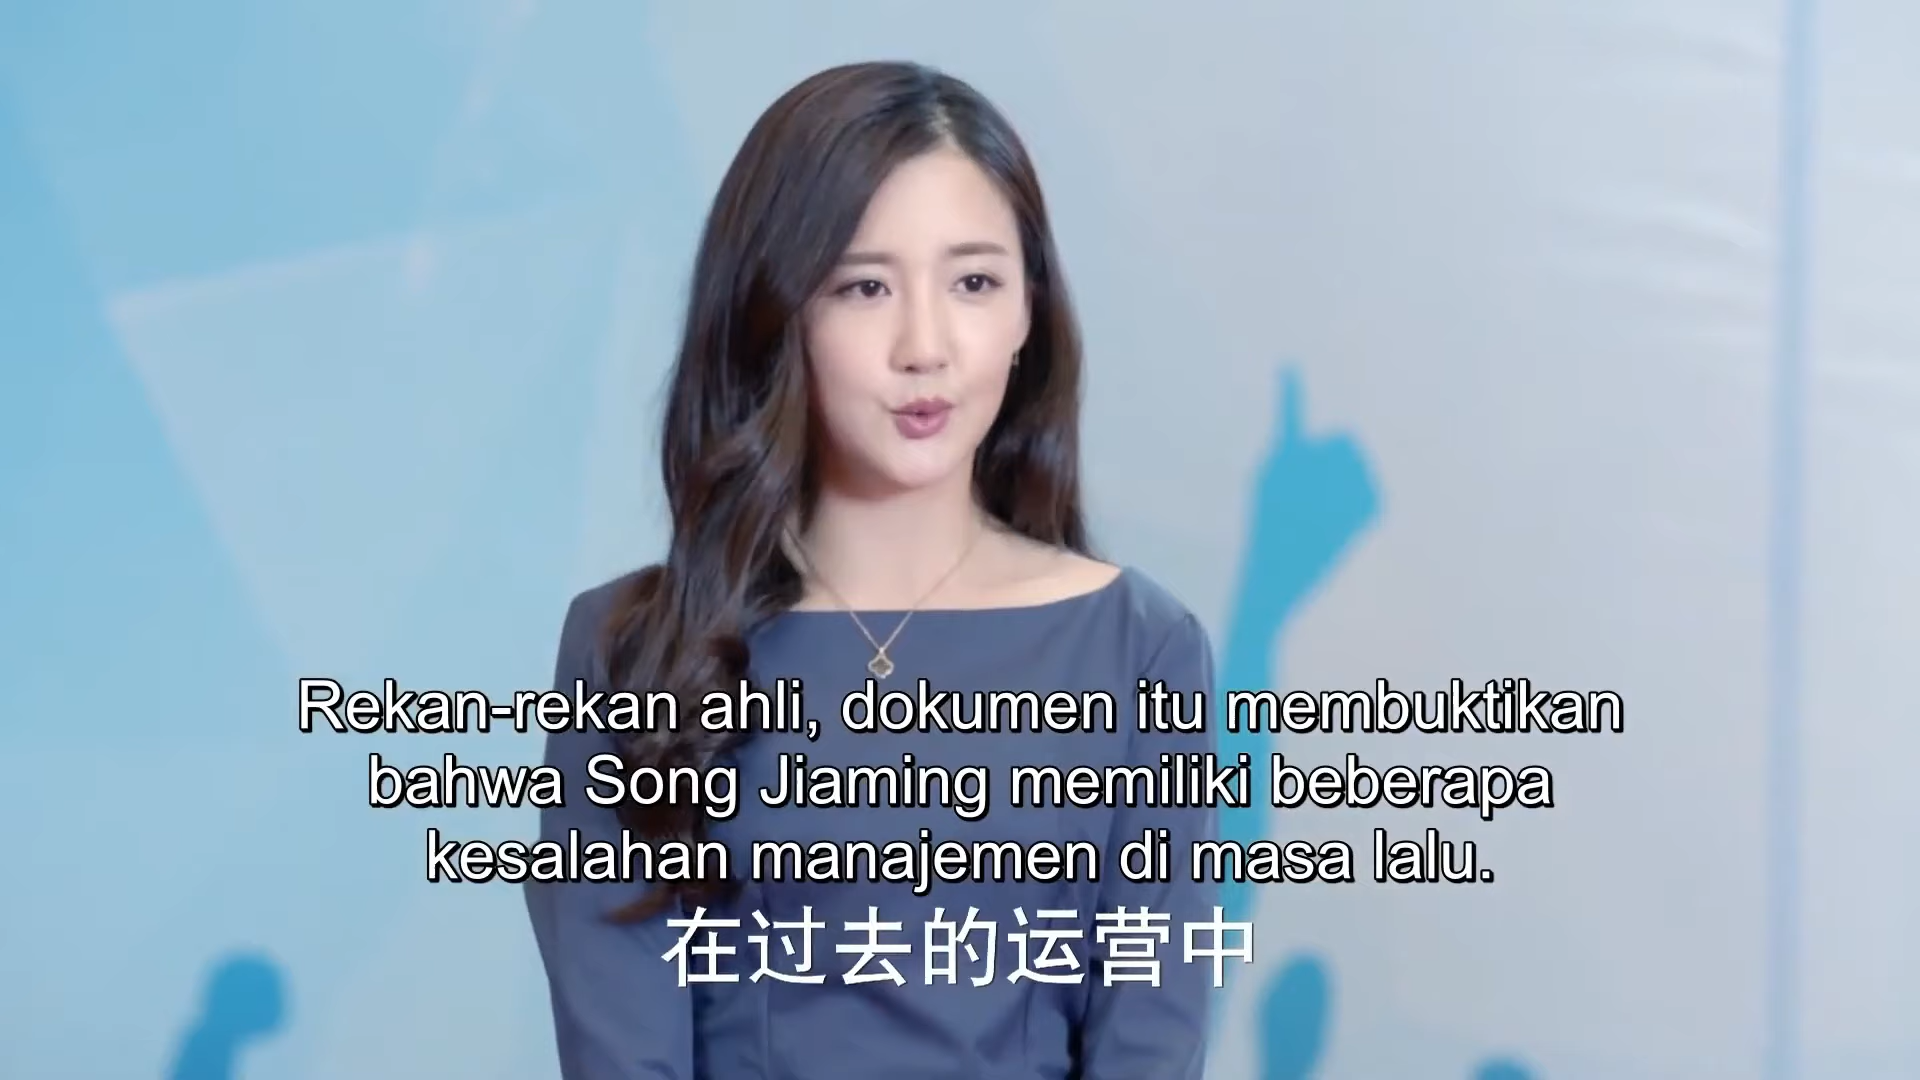 Rekan-rekan ahli, dokumen itu membuktikan
bahwa Song Jiaming memiliki beberapa
kesalahan manajemen di masa lalu.
在过去的运营中